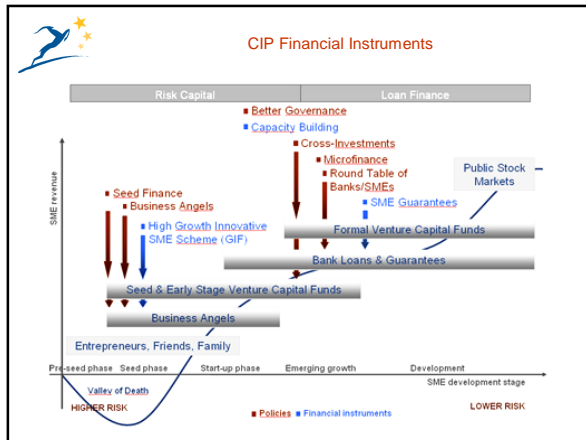 CIP Financial Instruments
Risk Capital
Loan Finance
Better Governance
Capacity Building
Cross-Investments
Microfinance
Round Table of
Banks/SMEs
Public Stock
Markets
SME revenue
Seed Finance
Business Angels
SME Guarantees
High Growth Innovative
SME Scheme (GIF)
Formal Venture Capital Funds
Bank Loans & Guarantees
Seed & Early Stage Venture Capital Funds
Business Angels
Entrepreneurs, Friends, Family
Pre-seed phase
Seed phase
Start-up phase
Emerging growth
Development
SME development stage
Valley of Death
HIGHER RISK
LOWER RISK
Policies
Financial instruments